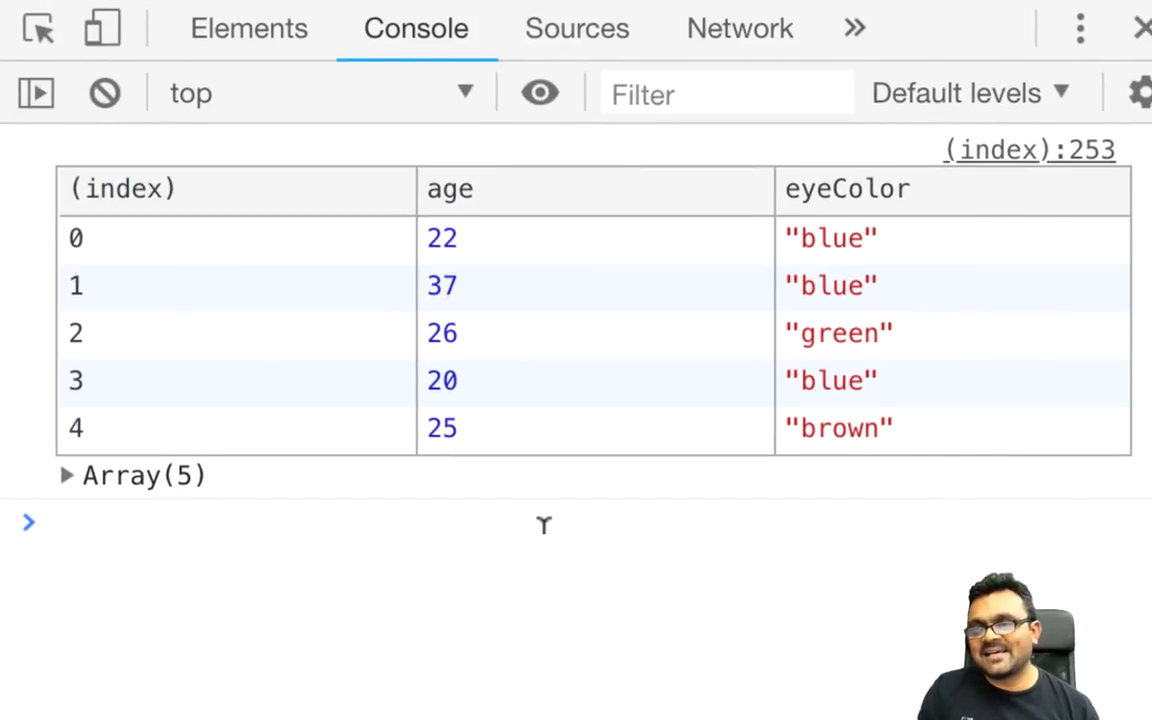 Elements Console Sources Network »
top Filter Default levels
(index):253
(index) age eyeColor
0 22 "blue"
1 37 "blue"
2 26 "green"
3 20 "blue"
4 25 "brown"
Array(5)